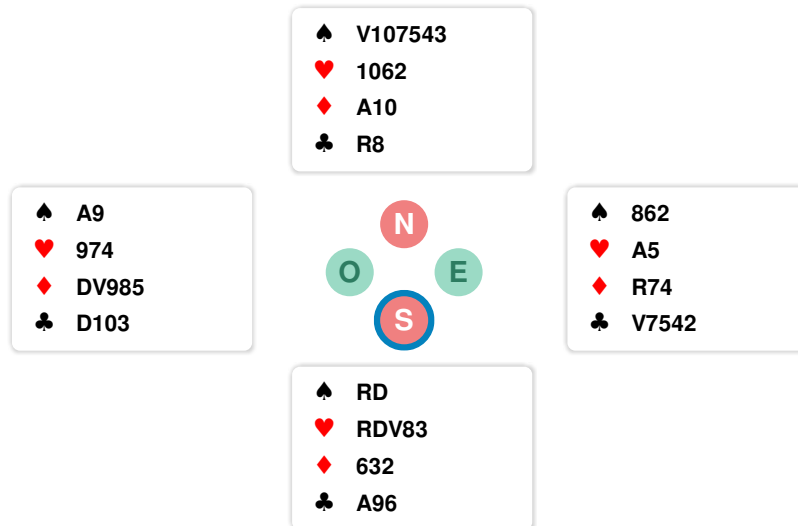 ♠ V107543
♥ 1062
♦ A10
♣ R8
♠ A9
♥ 974
♦ DV985
♣ D103
N
O E
S
♠ 862
♥ A5
♦ R74
♣ V7542
♠ RD
♥ RDV83
♦ 632
♣ A96